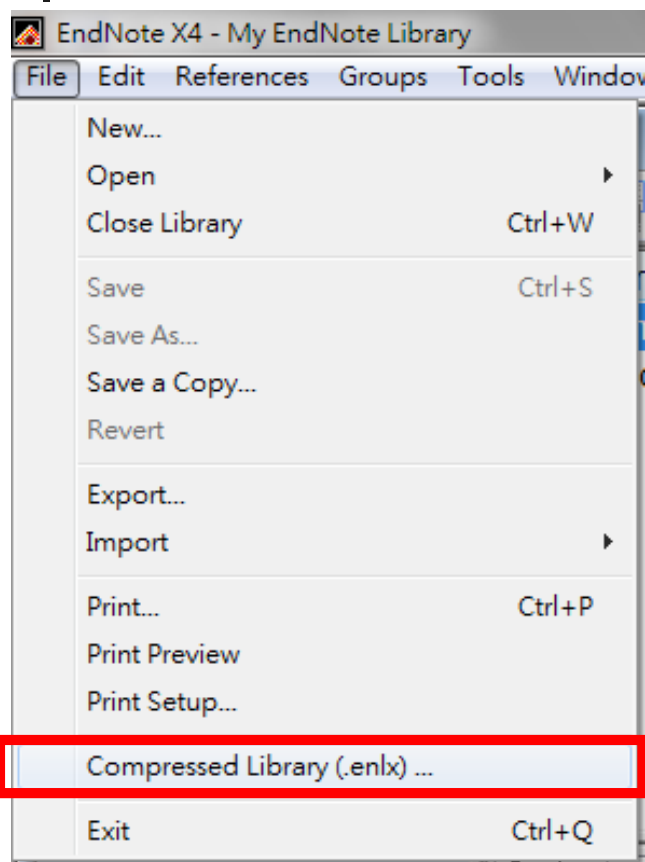 EndNote X4 - My EndNote Library
File Edit References Groups Tools Window
New...
Open
Close Library Ctrl+W
Save Ctrl+S
Save As...
Save a Copy...
Revert
Export...
Import
Print... Ctrl+P
Print Preview
Print Setup...
Compressed Library (.enlx) ...
Exit Ctrl+Q